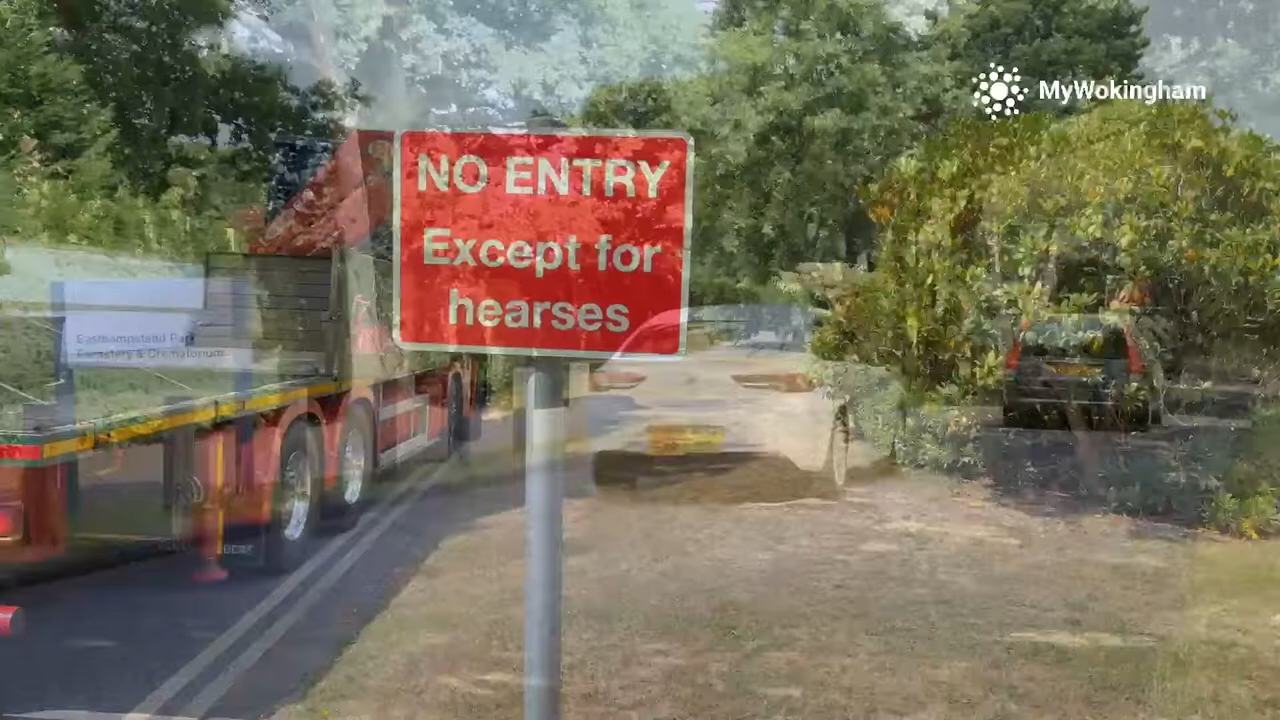 MyWokingham
NO ENTRY
Except for
hearses
Easthampstead Park
Cemetery & Crematorium